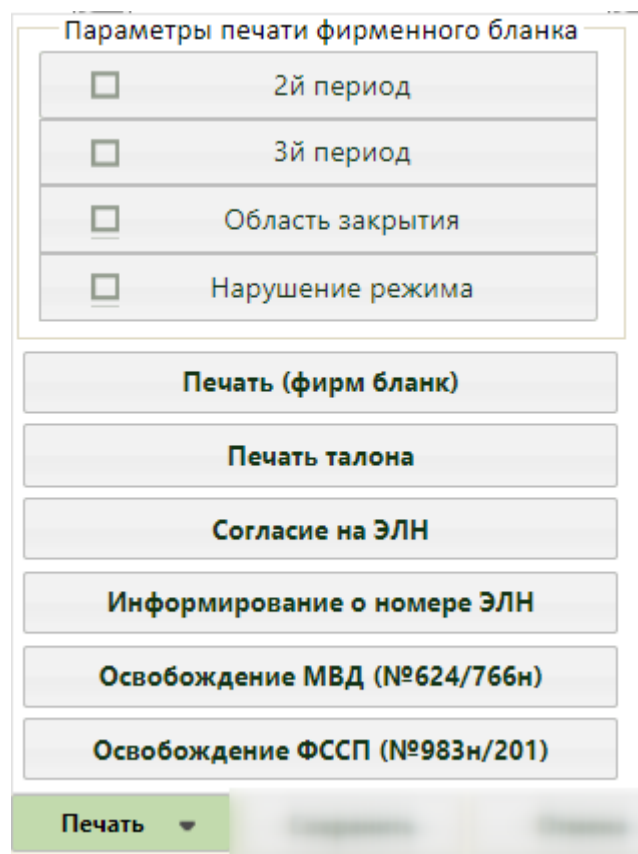 Параметры печати фирменного бланка
2й период
3й период
Область закрытия
Нарушение режима
Печать (фирм бланк)
Печать талона
Согласие на ЭЛН
Информирование о номере ЭЛН
Освобождение МВД (№624/766н)
Освобождение ФССП (№983н/201)
Печать